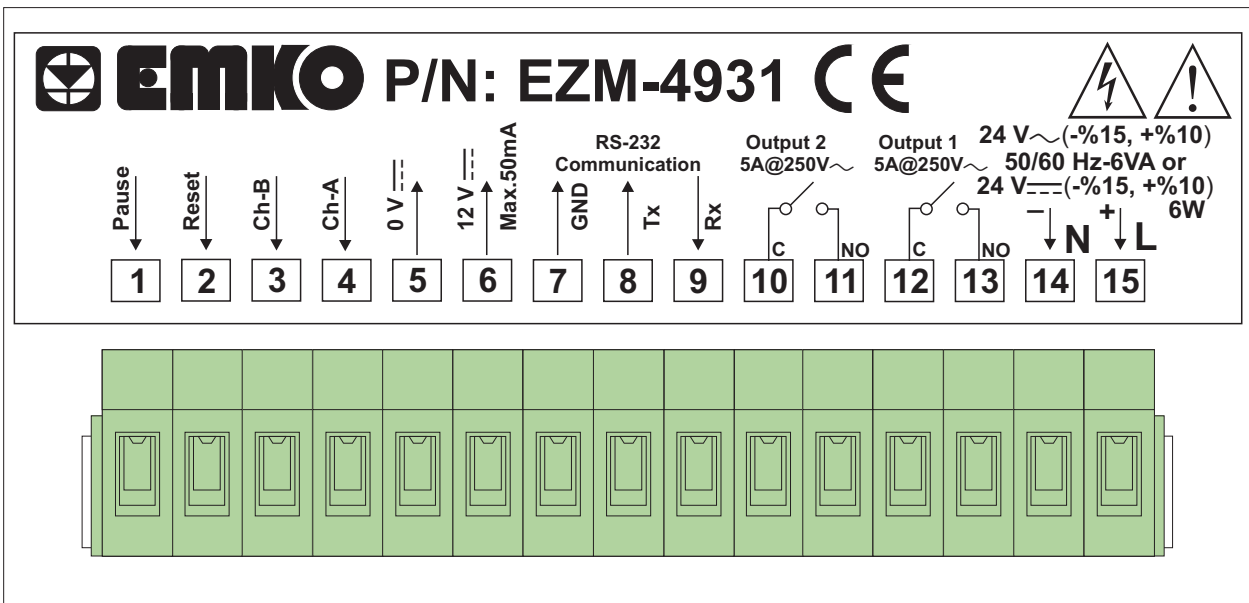 EMKO P/N: EZM-4931 CE
Pause
Reset
Ch-B
Ch-A
0 V
12 V
Max.50mA
RS-232
Communication
GND
Tx
Rx
Output 2
5A@250V~
C
NO
Output 1
5A@250V~
C
NO
24 V~(-%15, +%10)
50/60 Hz-6VA or
24 V⎓(-%15, +%10)
6W
– N
+ L
1 2 3 4 5 6 7 8 9 10 11 12 13 14 15